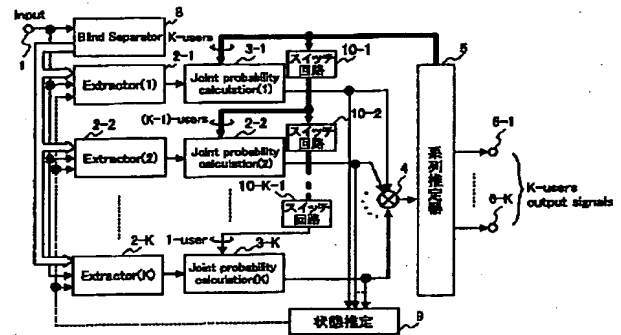 Input
1
8
Blind Separator
K-users
2-1
3-1
10-1
スイッチ
回路
5
Extractor(1)
Joint probability
calculation(1)
(K-1)-users
2-2
2-2
10-2
スイッチ
回路
Extractor(2)
Joint probability
calculation(2)
4
系列推定器
6-1
K-users
output signals
6-K
10-K-1
スイッチ
回路
2-K
1-user
3-K
Extractor(K)
Joint probability
calculation(K)
状態推定
9